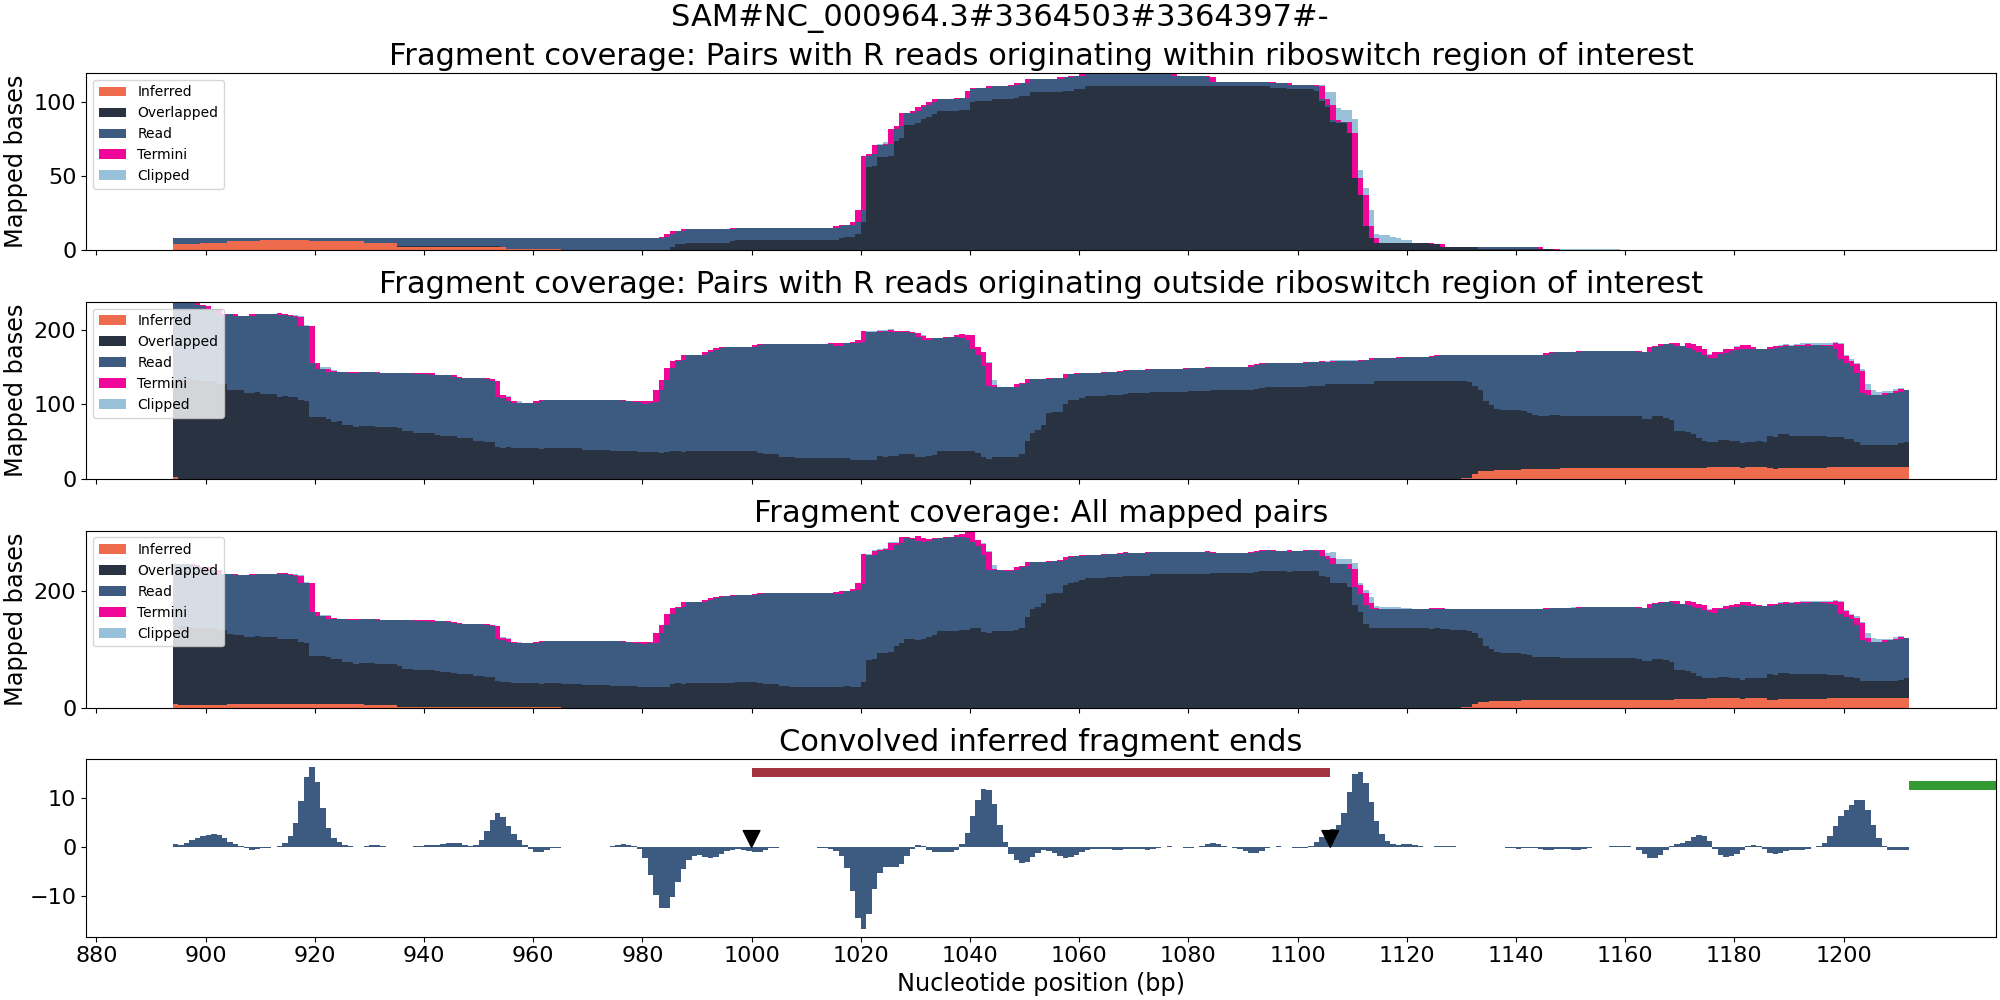 SAM#NC_000964.3#3364503#3364397#-
Fragment coverage: Pairs with R reads originating within riboswitch region of interest
Mapped bases
100
50
0
Inferred
Overlapped
Read
Termini
Clipped
Fragment coverage: Pairs with R reads originating outside riboswitch region of interest
Mapped bases
200
100
0
Inferred
Overlapped
Read
Termini
Clipped
Fragment coverage: All mapped pairs
Mapped bases
200
0
Inferred
Overlapped
Read
Termini
Clipped
Convolved inferred fragment ends
10
0
−10
880 900 920 940 960 980 1000 1020 1040 1060 1080 1100 1120 1140 1160 1180 1200
Nucleotide position (bp)